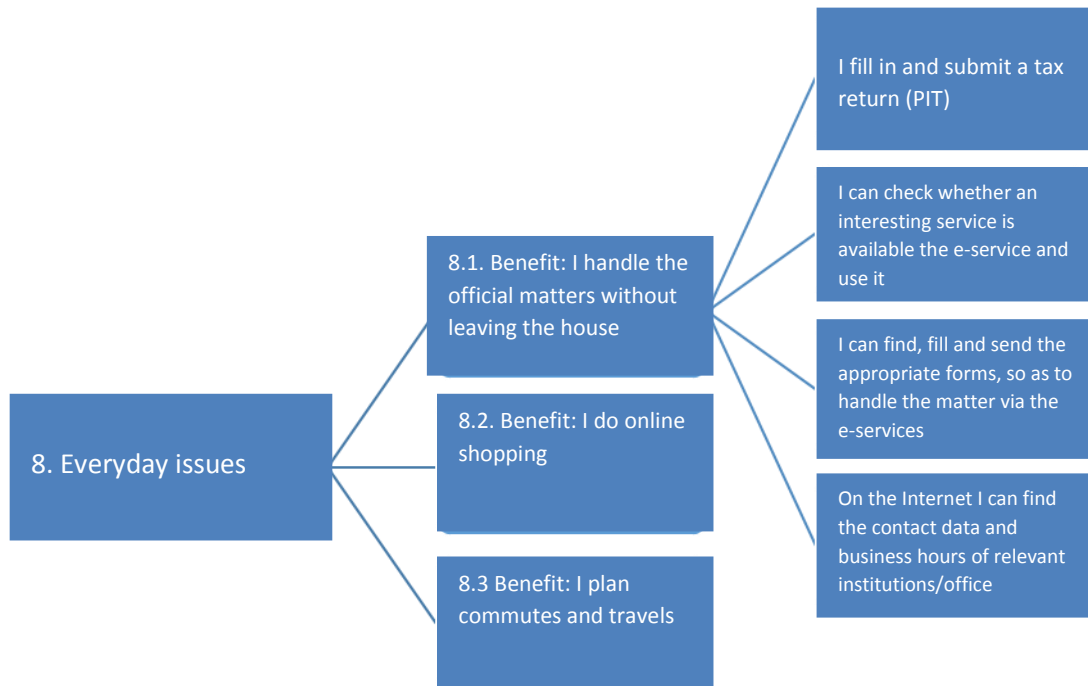 8. Everyday issues
8.1. Benefit: I handle the
official matters without
leaving the house
8.2. Benefit: I do online
shopping
8.3 Benefit: I plan
commutes and travels
I fill in and submit a tax
return (PIT)
I can check whether an
interesting service is
available the e-service and
use it
I can find, fill and send the
appropriate forms, so as to
handle the matter via the
e-services
On the Internet I can find
the contact data and
business hours of relevant
institutions/office